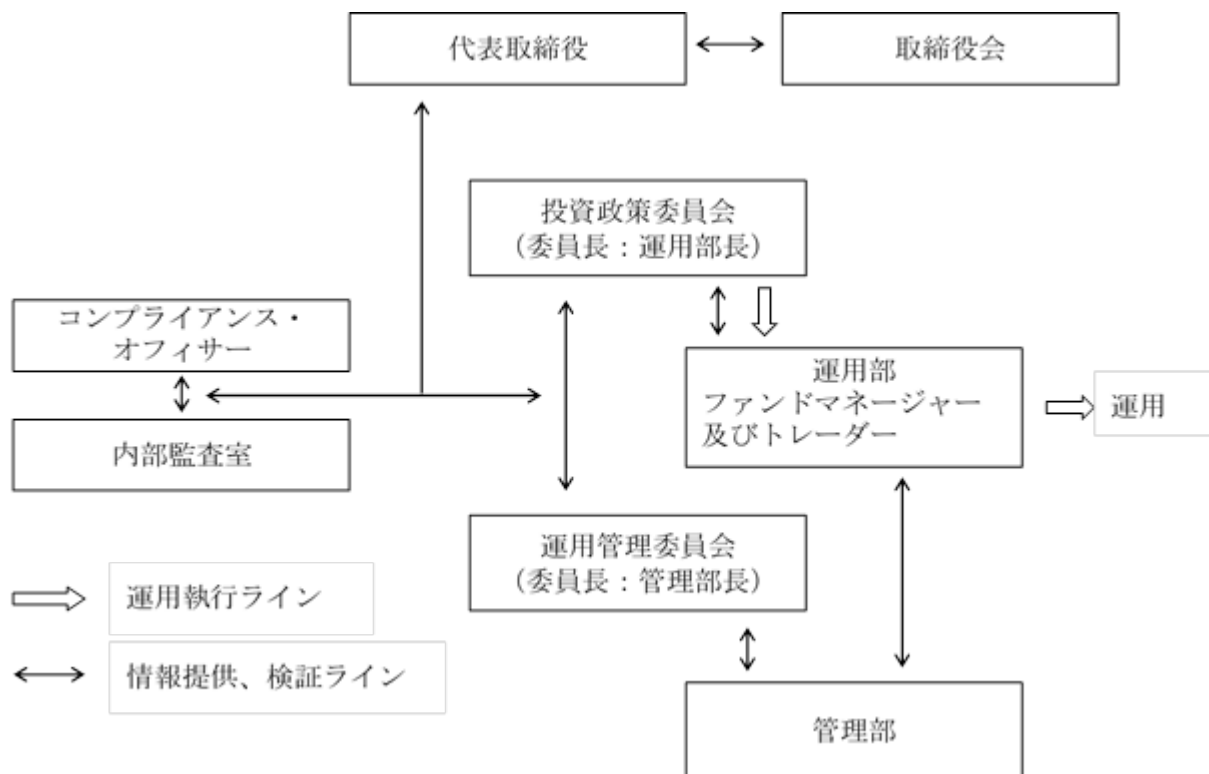 代表取締役
取締役会
投資政策委員会
（委員長：運用部長）
コンプライアンス・
オフィサー
内部監査室
運用部
ファンドマネージャー
及びトレーダー
運用
運用管理委員会
（委員長：管理部長）
運用執行ライン
情報提供、検証ライン
管理部